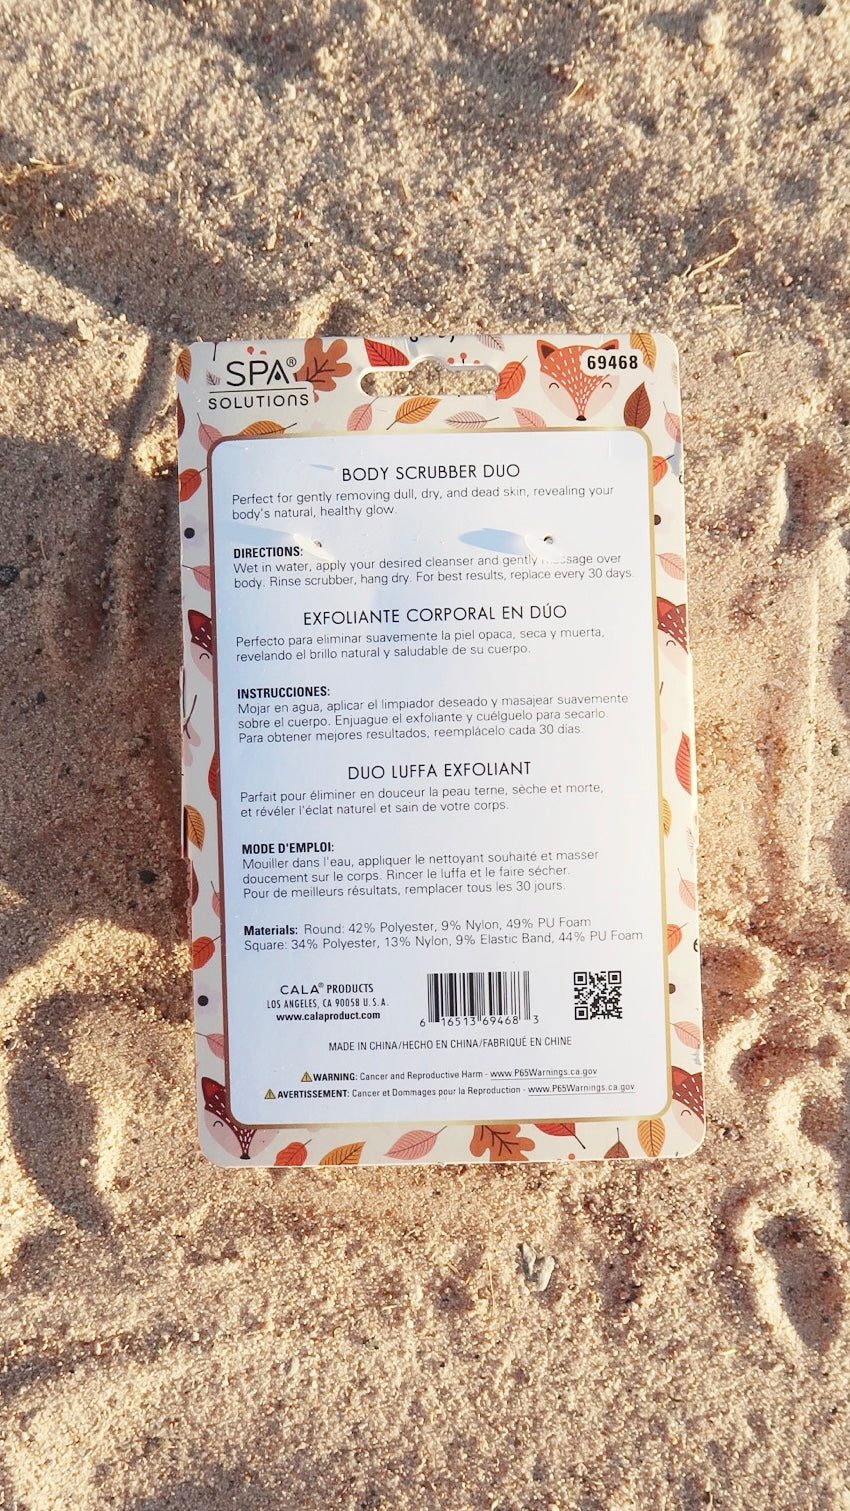 SPA®
SOLUTIONS
69468
BODY SCRUBBER DUO
Perfect for gently removing dull, dry, and dead skin, revealing your
body's natural, healthy glow.
DIRECTIONS:
Wet in water, apply your desired cleanser and gently massage over
body. Rinse scrubber, hang dry. For best results, replace every 30 days.
EXFOLIANTE CORPORAL EN DÚO
Perfecto para eliminar suavemente la piel opaca, seca y muerta,
revelando el brillo natural y saludable de su cuerpo.
INSTRUCCIONES:
Mojar en agua, aplicar el limpiador deseado y masajear suavemente
sobre el cuerpo. Enjuague el exfoliante y cuélguelo para secarlo.
Para obtener mejores resultados, reemplácelo cada 30 días.
DUO LUFFA EXFOLIANT
Parfait pour éliminer en douceur la peau terne, sèche et morte,
et révéler l'éclat naturel et sain de votre corps.
MODE D'EMPLOI:
Mouiller dans l'eau, appliquer le nettoyant souhaité et masser
doucement sur le corps. Rincer le luffa et le faire sécher.
Pour de meilleurs résultats, remplacer tous les 30 jours.
Materials: Round: 42% Polyester, 9% Nylon, 49% PU Foam
Square: 34% Polyester, 13% Nylon, 9% Elastic Band, 44% PU Foam
CALA® PRODUCTS
LOS ANGELES, CA 90058 U.S.A.
www.calaproduct.com
6 16513 69468 3
MADE IN CHINA/HECHO EN CHINA/FABRIQUÉ EN CHINE
WARNING: Cancer and Reproductive Harm - www.P65Warnings.ca.gov
AVERTISSEMENT: Cancer et Dommages pour la Reproduction - www.P65Warnings.ca.gov